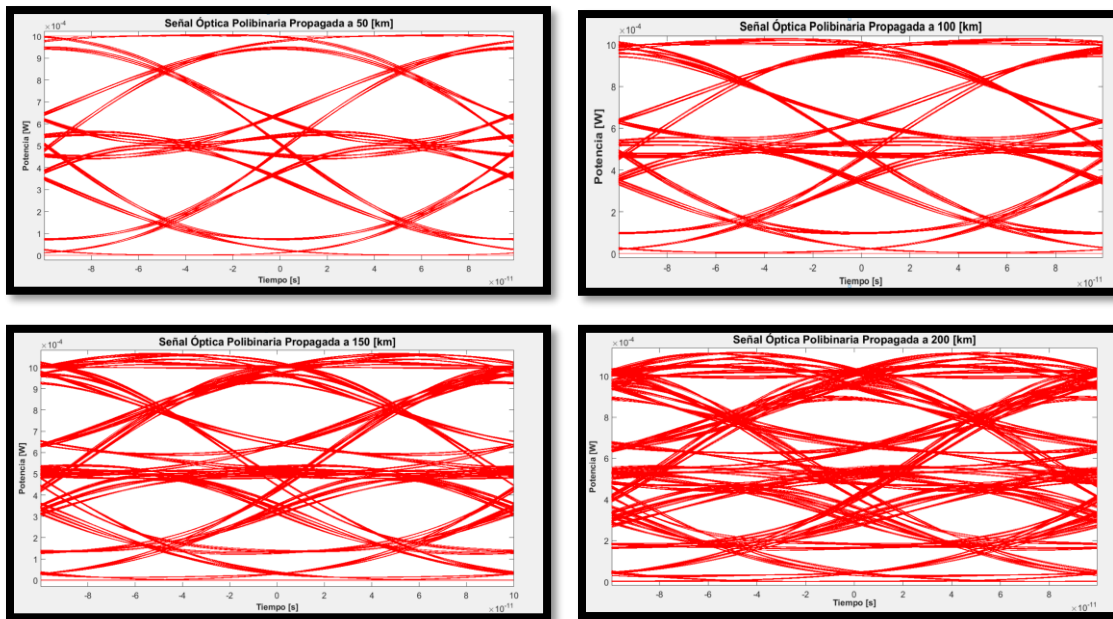 Señal Óptica Polibinaria Propagada a 50 [km]
×10⁻⁴
10
9
8
7
6
5
4
3
2
1
0
Potencia [W]
-8 -6 -4 -2 0 2 4 6 8
Tiempo [s]
×10⁻¹¹
Señal Óptica Polibinaria Propagada a 100 [km]
×10⁻⁴
10
8
6
4
2
0
Potencia [W]
-8 -6 -4 -2 0 2 4 6 8
Tiempo [s]
×10⁻¹¹
Señal Óptica Polibinaria Propagada a 150 [km]
×10⁻⁴
10
9
8
7
6
5
4
3
2
1
0
Potencia [W]
-8 -6 -4 -2 0 2 4 6 8 10
Tiempo [s]
×10⁻¹¹
Señal Óptica Polibinaria Propagada a 200 [km]
×10⁻⁴
10
8
6
4
2
0
Potencia [W]
-8 -6 -4 -2 0 2 4 6 8
Tiempo [s]
×10⁻¹¹